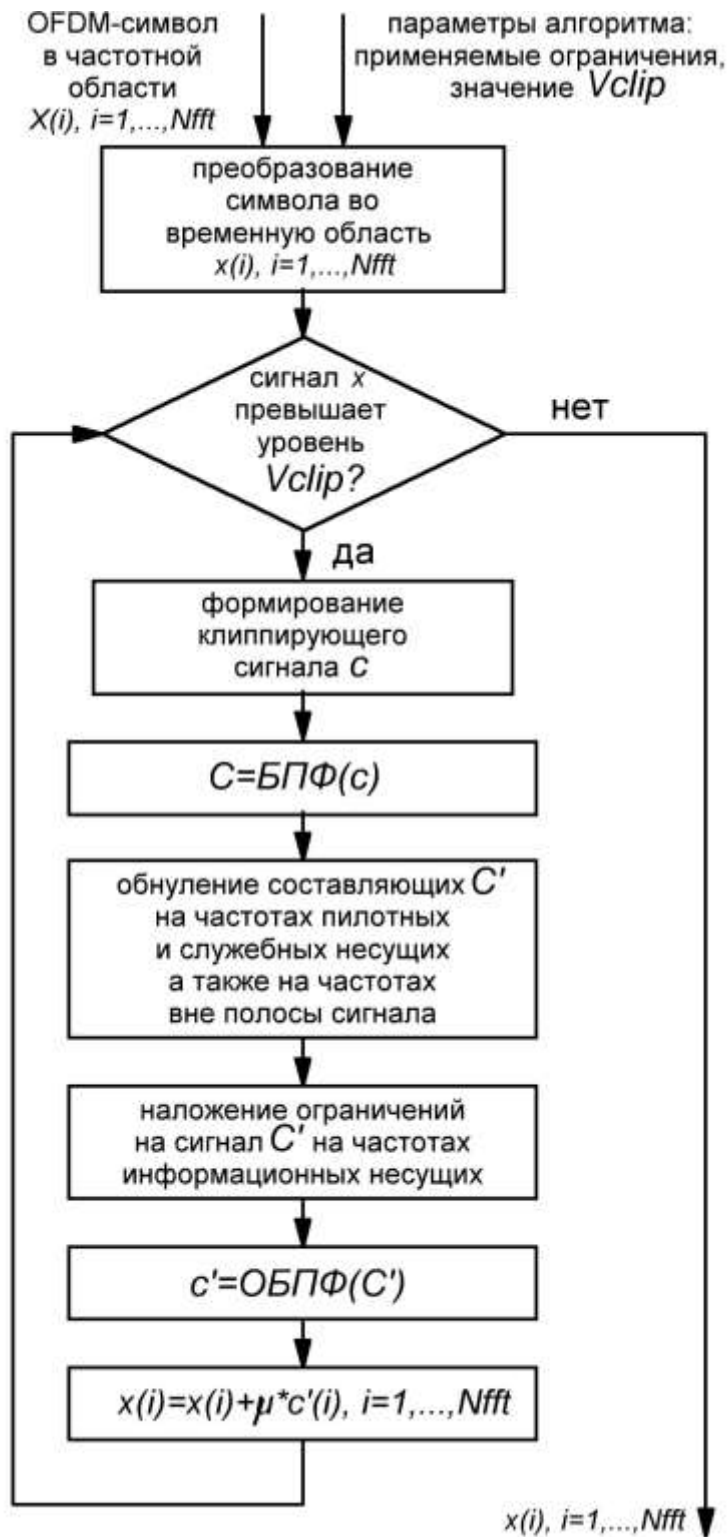 OFDM-символ
в частотной
области
X(i), i=1,...,Nfft
параметры алгоритма:
применяемые ограничения,
значение Vclip
преобразование
символа во
временную область
x(i), i=1,...,Nfft
сигнал x
превышает
уровень
Vclip?
нет
да
формирование
клиппирующего
сигнала c
C=БПФ(c)
обнуление составляющих C'
на частотах пилотных
и служебных несущих
а также на частотах
вне полосы сигнала
наложение ограничений
на сигнал C' на частотах
информационных несущих
c'=ОБПФ(C')
x(i)=x(i)+μ*c'(i), i=1,...,Nfft
x(i), i=1,...,Nfft